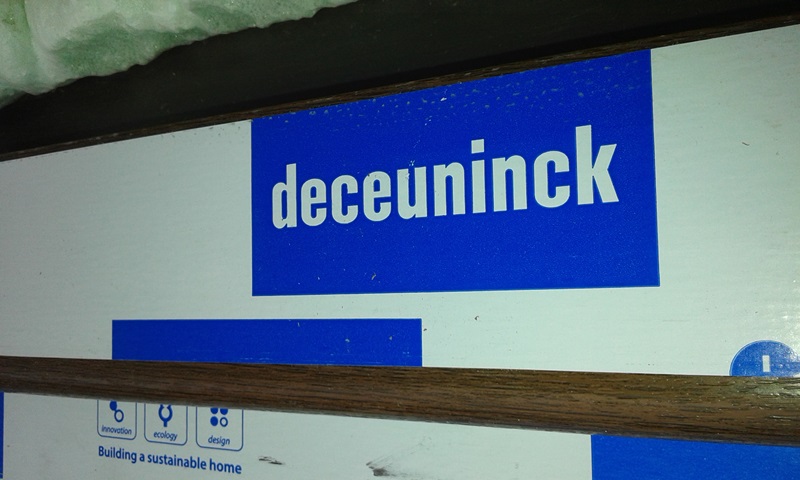 deceuninck
innovation ecology design
Building a sustainable home